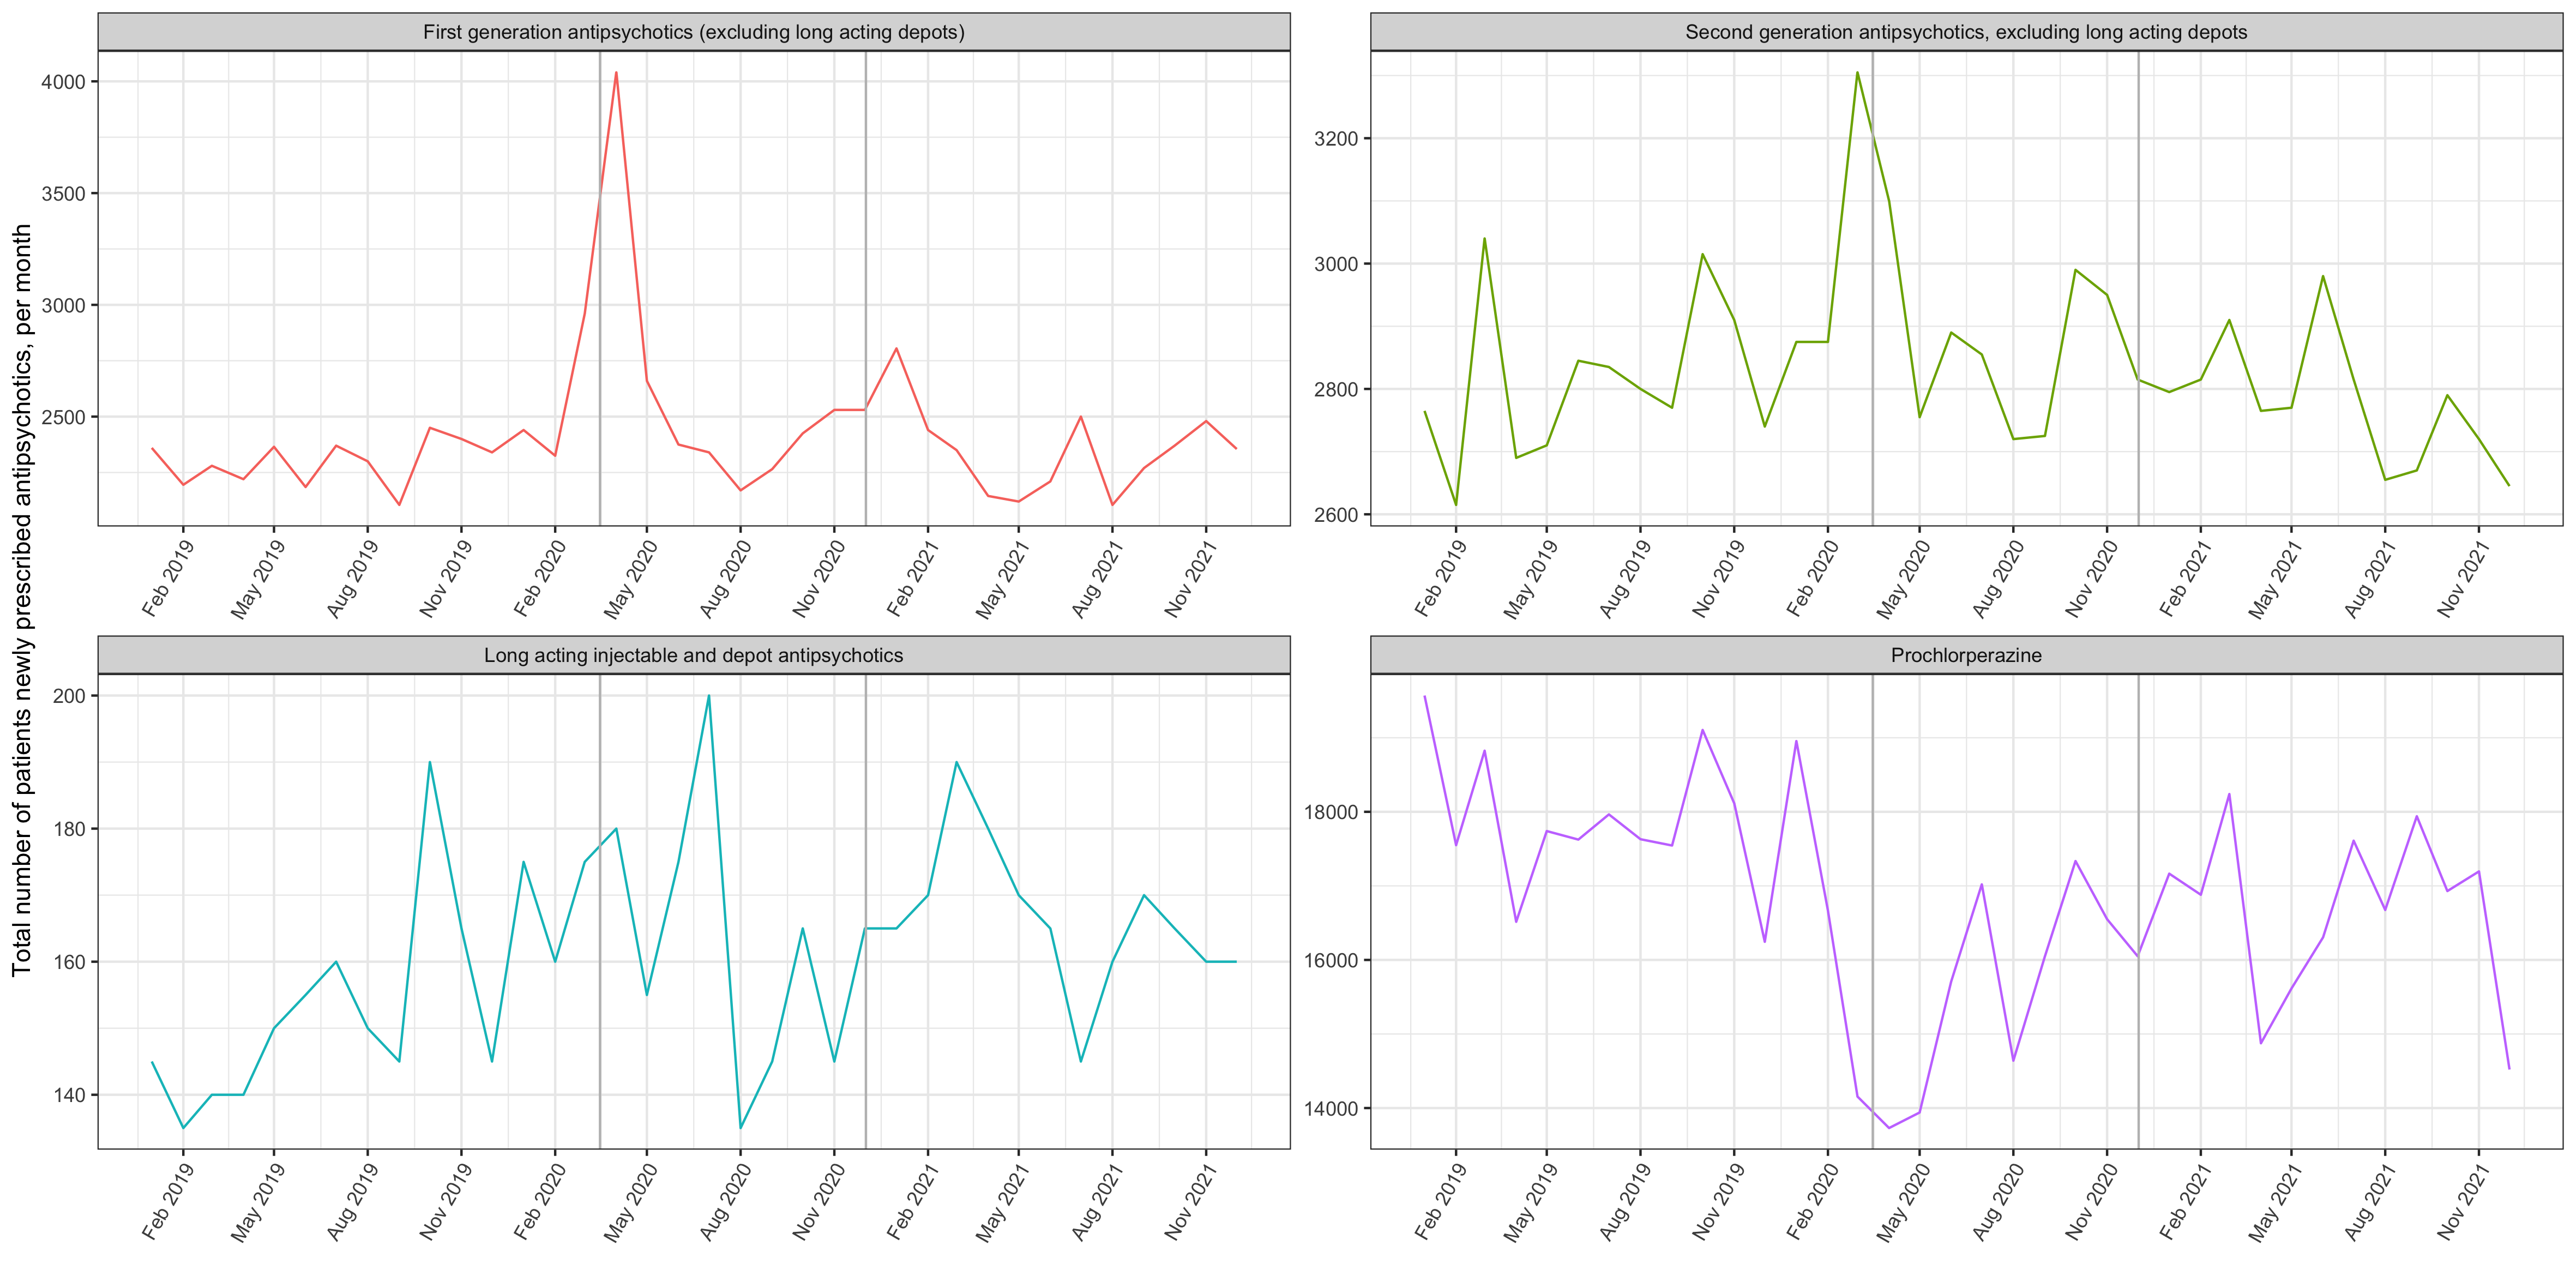 Total number of patients newly prescribed antipsychotics, per month
First generation antipsychotics (excluding long acting depots)
4000
3500
3000
2500
Feb 2019
May 2019
Aug 2019
Nov 2019
Feb 2020
May 2020
Aug 2020
Nov 2020
Feb 2021
May 2021
Aug 2021
Nov 2021
Second generation antipsychotics, excluding long acting depots
3200
3000
2800
2600
Feb 2019
May 2019
Aug 2019
Nov 2019
Feb 2020
May 2020
Aug 2020
Nov 2020
Feb 2021
May 2021
Aug 2021
Nov 2021
Long acting injectable and depot antipsychotics
200
180
160
140
Feb 2019
May 2019
Aug 2019
Nov 2019
Feb 2020
May 2020
Aug 2020
Nov 2020
Feb 2021
May 2021
Aug 2021
Nov 2021
Prochlorperazine
18000
16000
14000
Feb 2019
May 2019
Aug 2019
Nov 2019
Feb 2020
May 2020
Aug 2020
Nov 2020
Feb 2021
May 2021
Aug 2021
Nov 2021